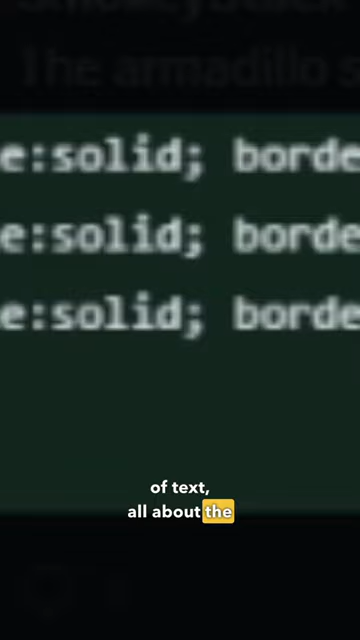 The armadillo s
e:solid; borde
e:solid; borde
e:solid; borde
of text,
all about the